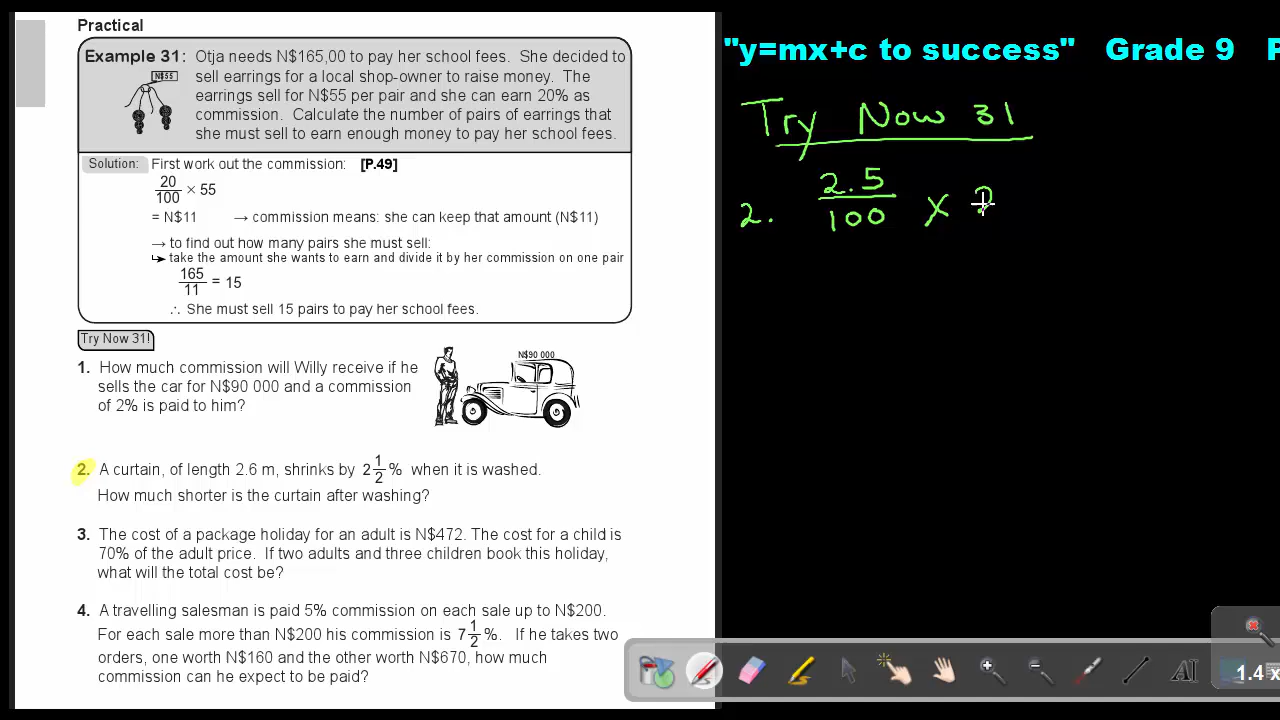 Practical
Example 31: Otja needs N$165,00 to pay her school fees. She decided to
sell earrings for a local shop-owner to raise money. The
earrings sell for N$55 per pair and she can earn 20% as
commission. Calculate the number of pairs of earrings that
she must sell to earn enough money to pay her school fees.
N$55
Solution: First work out the commission: [P.49]
20/100 × 55
= N$11 → commission means: she can keep that amount (N$11)
→ to find out how many pairs she must sell:
take the amount she wants to earn and divide it by her commission on one pair
165/11 = 15
∴ She must sell 15 pairs to pay her school fees.
Try Now 31!
1. How much commission will Willy receive if he
sells the car for N$90 000 and a commission
of 2% is paid to him?
N$90 000
2. A curtain, of length 2.6 m, shrinks by 2 1/2 % when it is washed.
How much shorter is the curtain after washing?
3. The cost of a package holiday for an adult is N$472. The cost for a child is
70% of the adult price. If two adults and three children book this holiday,
what will the total cost be?
4. A travelling salesman is paid 5% commission on each sale up to N$200.
For each sale more than N$200 his commission is 7 1/2 %. If he takes two
orders, one worth N$160 and the other worth N$670, how much
commission can he expect to be paid?
"y=mx+c to success" Grade 9 P
Try Now 31
2. 2.5/100 × 2
AI
1.4 x